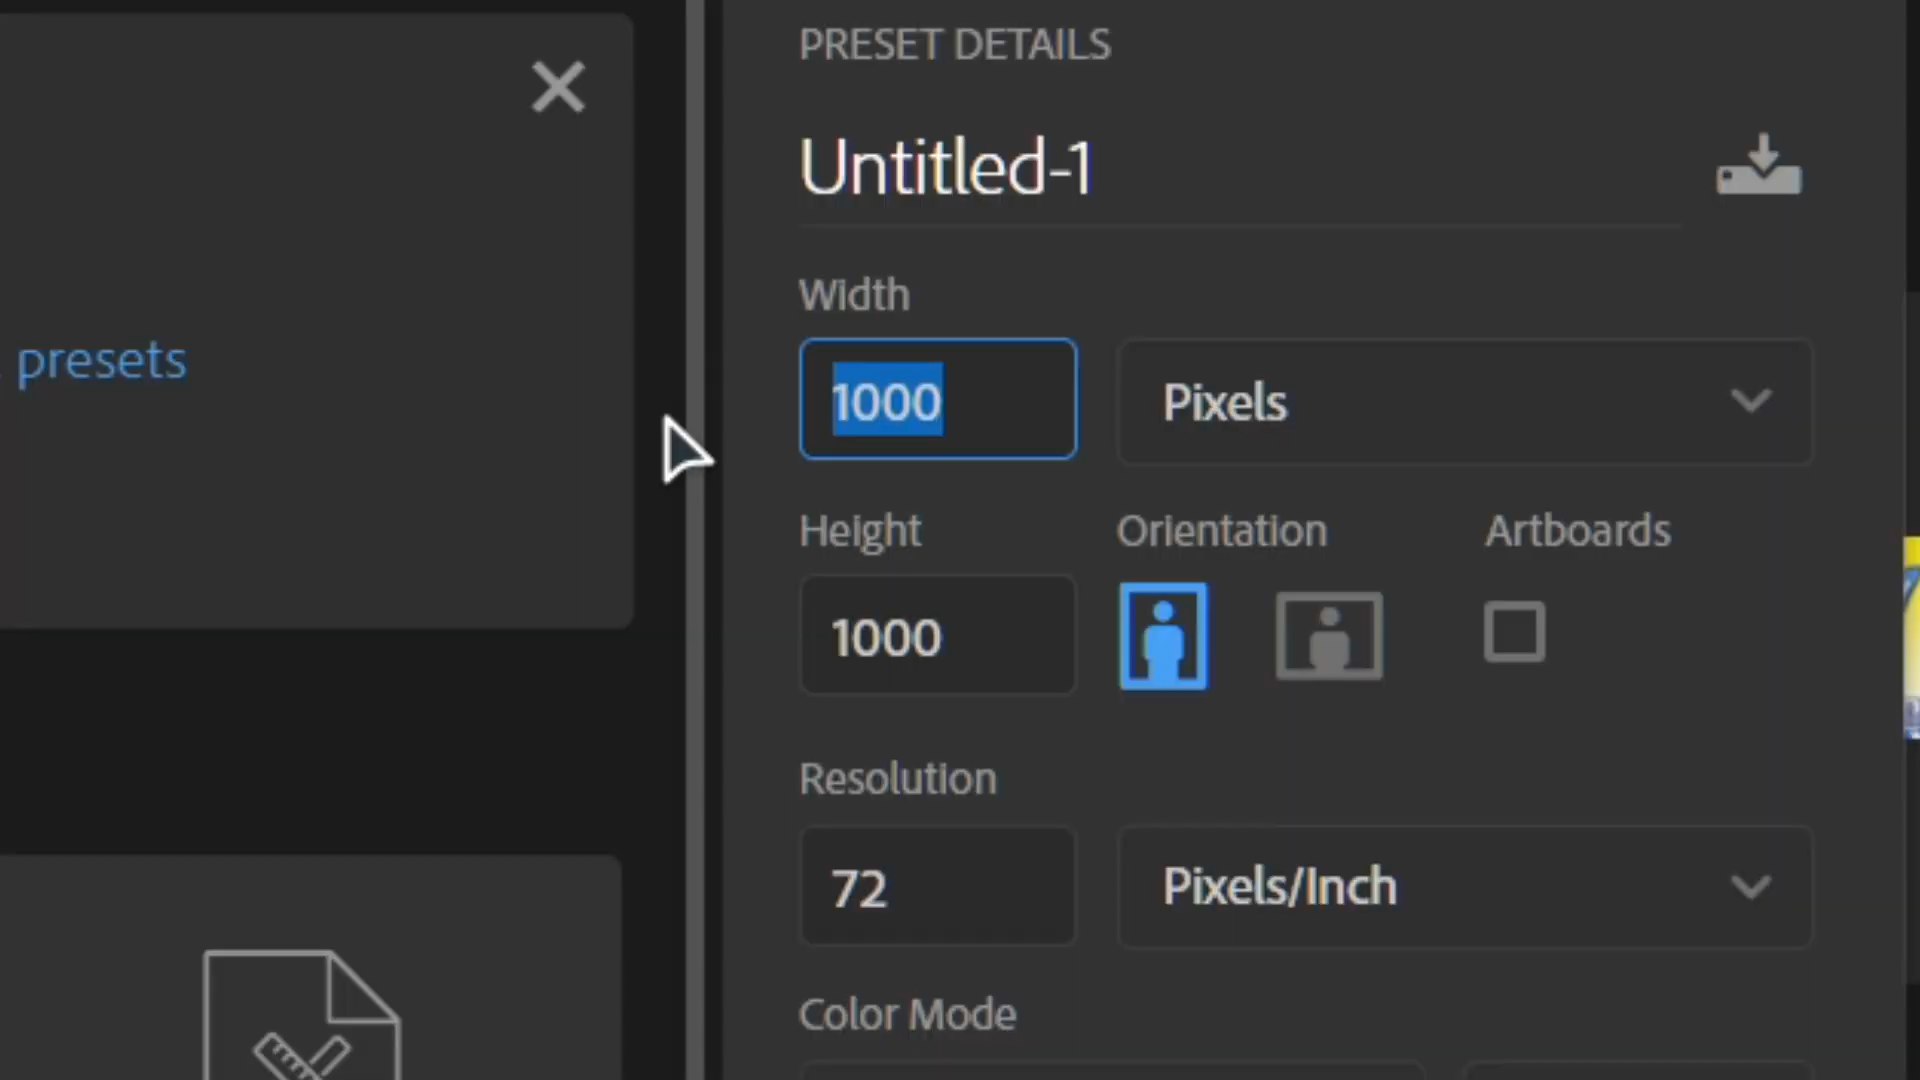 PRESET DETAILS
Untitled-1
Width
presets
1000
Pixels
Height
Orientation
Artboards
1000
Resolution
72
Pixels/Inch
Color Mode